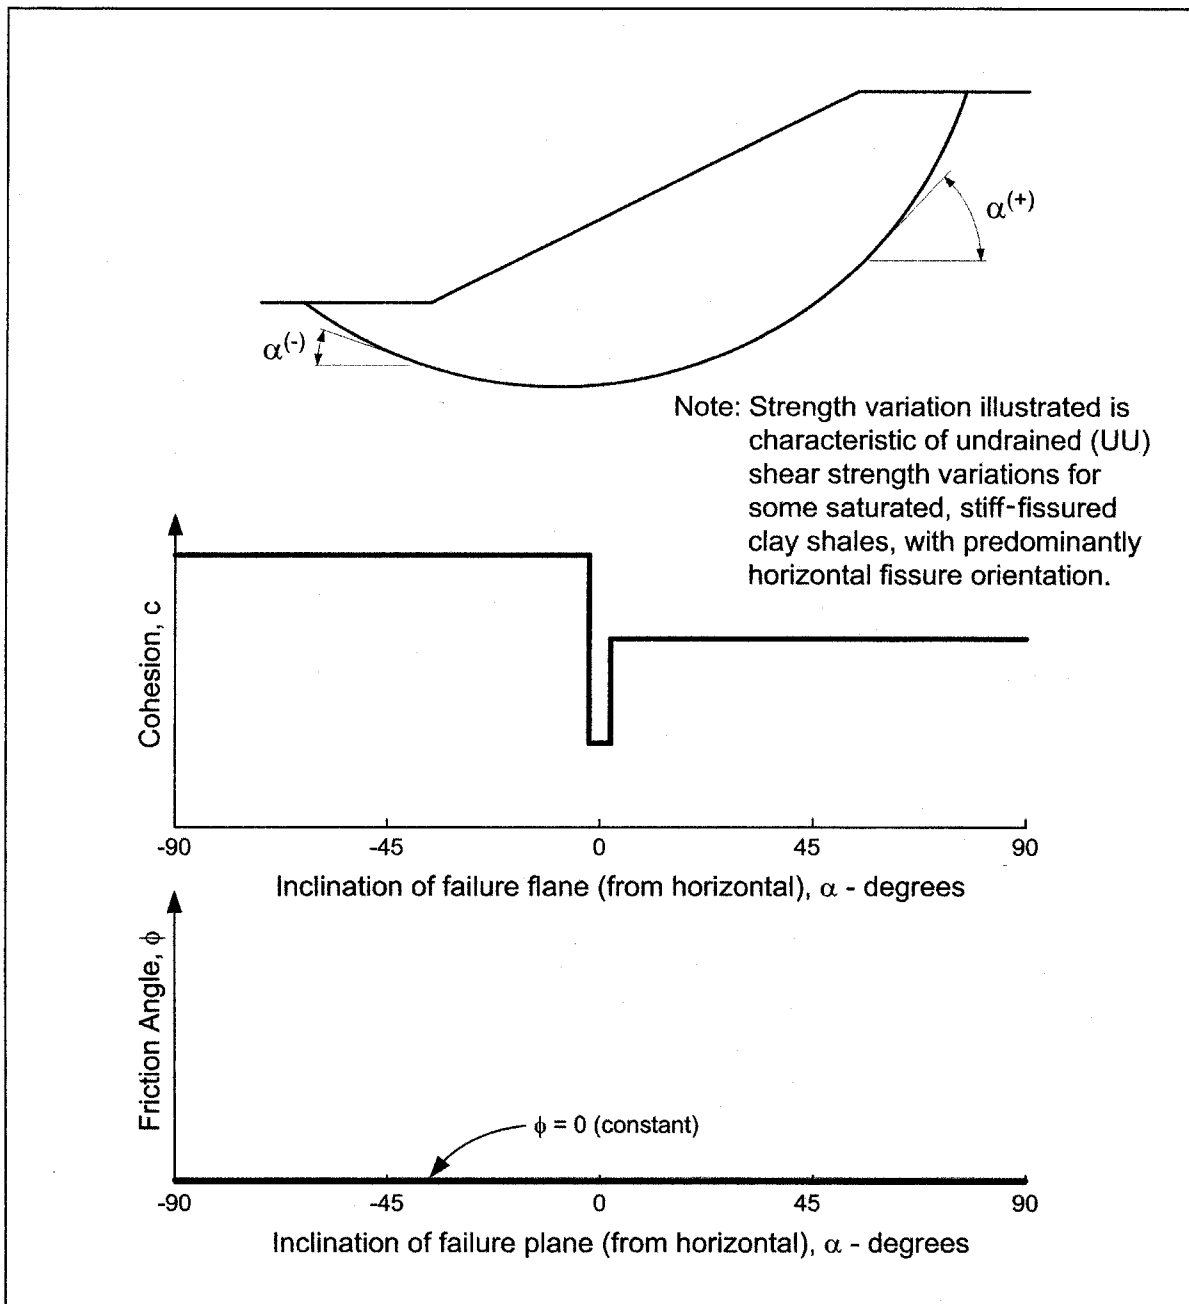 α(+)
α(-)
Note: Strength variation illustrated is
characteristic of undrained (UU)
shear strength variations for
some saturated, stiff-fissured
clay shales, with predominantly
horizontal fissure orientation.
Cohesion, c
-90 -45 0 45 90
Inclination of failure flane (from horizontal), α - degrees
Friction Angle, ϕ
ϕ = 0 (constant)
-90 -45 0 45 90
Inclination of failure plane (from horizontal), α - degrees